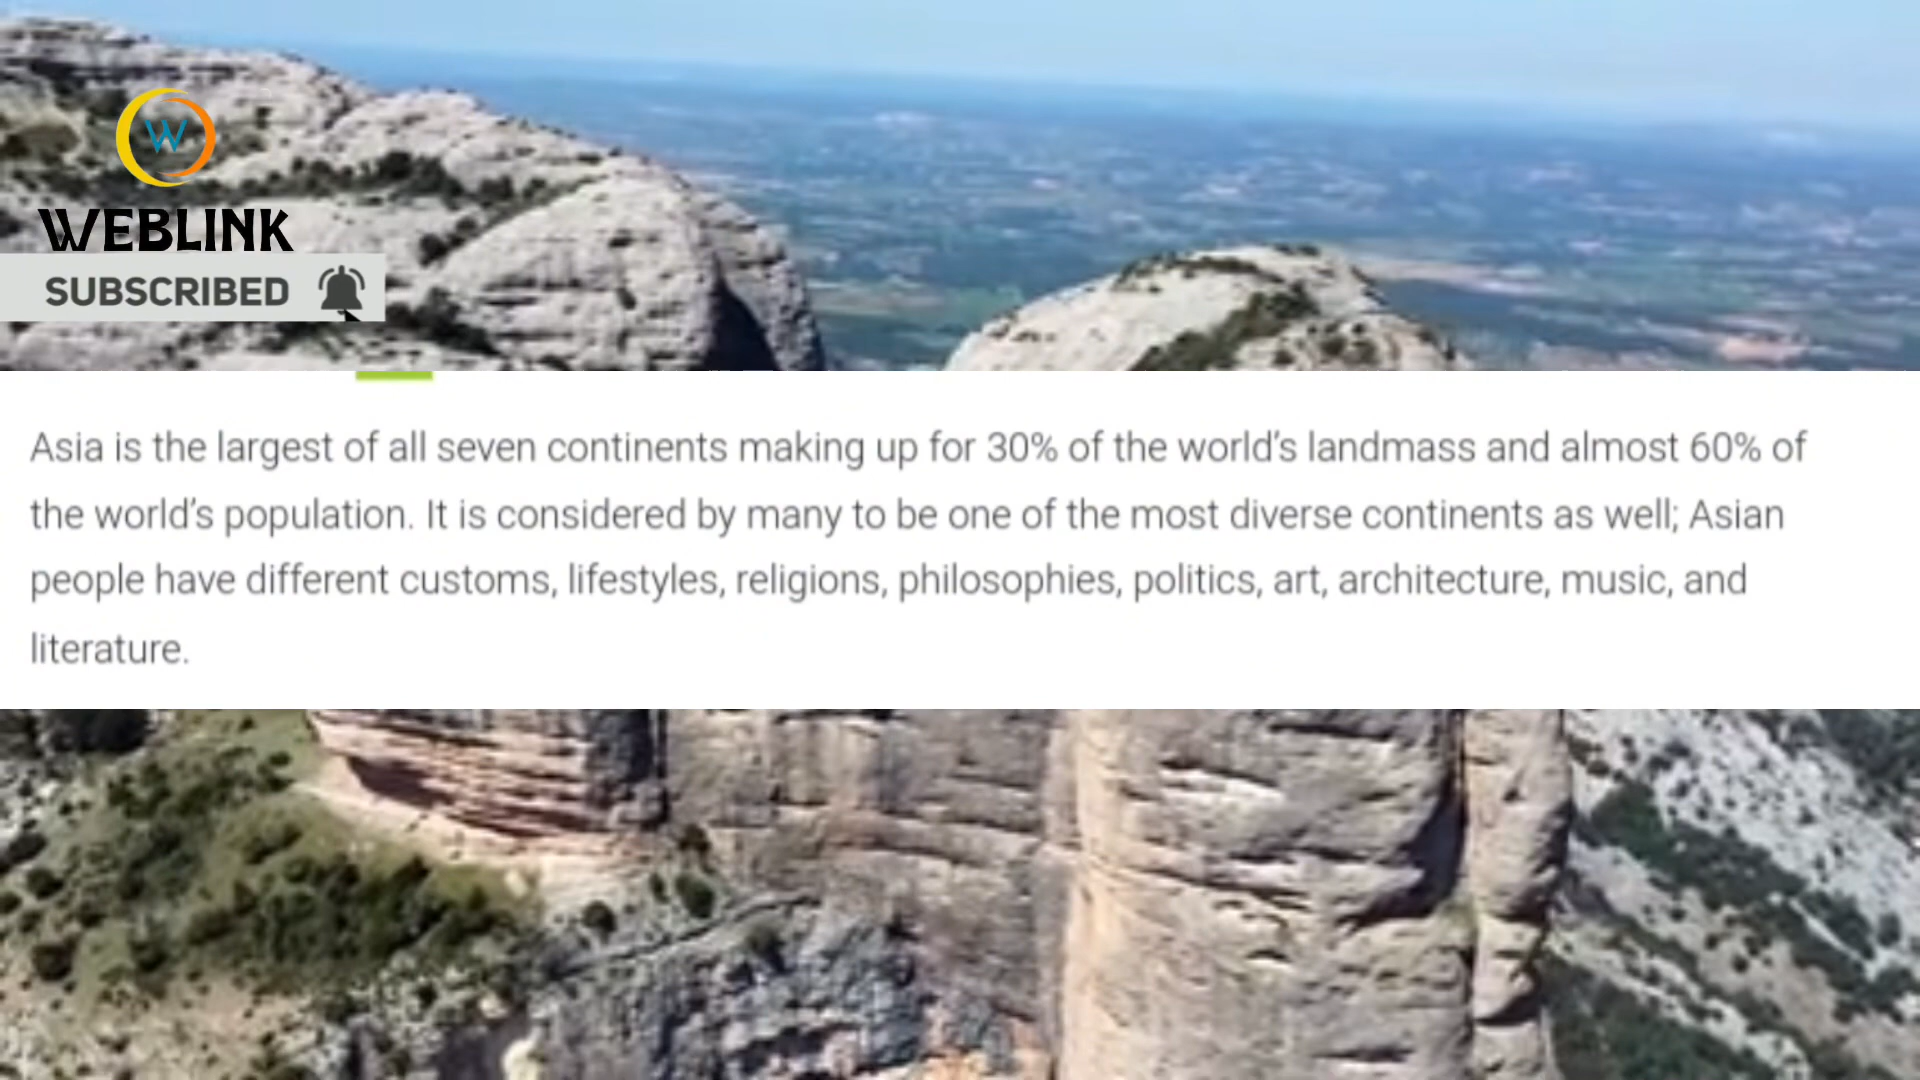 W
WEBLINK
SUBSCRIBED
Asia is the largest of all seven continents making up for 30% of the world's landmass and almost 60% of
the world's population. It is considered by many to be one of the most diverse continents as well; Asian
people have different customs, lifestyles, religions, philosophies, politics, art, architecture, music, and
literature.